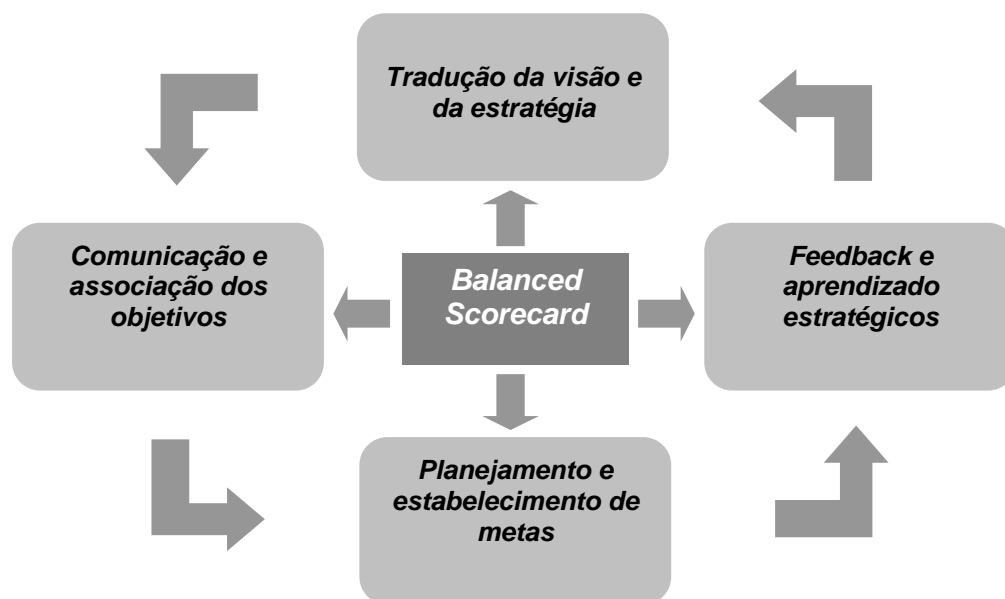 Tradução da visão e
da estratégia
Comunicação e
associação dos
objetivos
Balanced
Scorecard
Feedback e
aprendizado
estratégicos
Planejamento e
estabelecimento de
metas